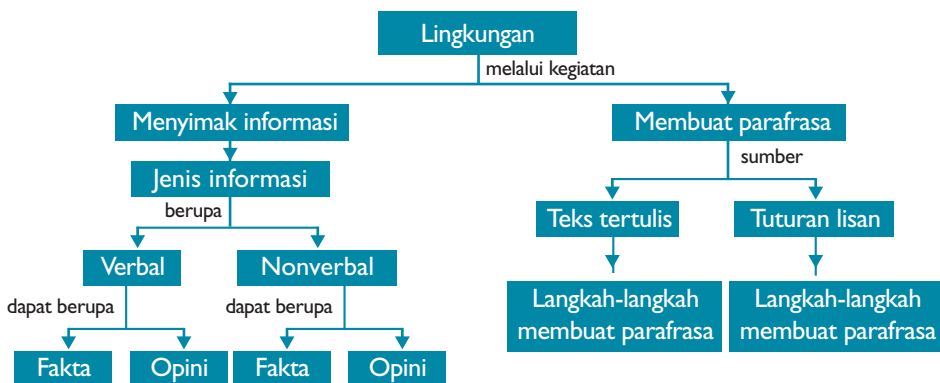 Lingkungan
melalui kegiatan
Menyimak informasi
Membuat parafrasa
Jenis informasi
sumber
berupa
Teks tertulis
Tuturan lisan
Verbal
Nonverbal
dapat berupa
dapat berupa
Langkah-langkah
membuat parafrasa
Langkah-langkah
membuat parafrasa
Fakta
Opini
Fakta
Opini